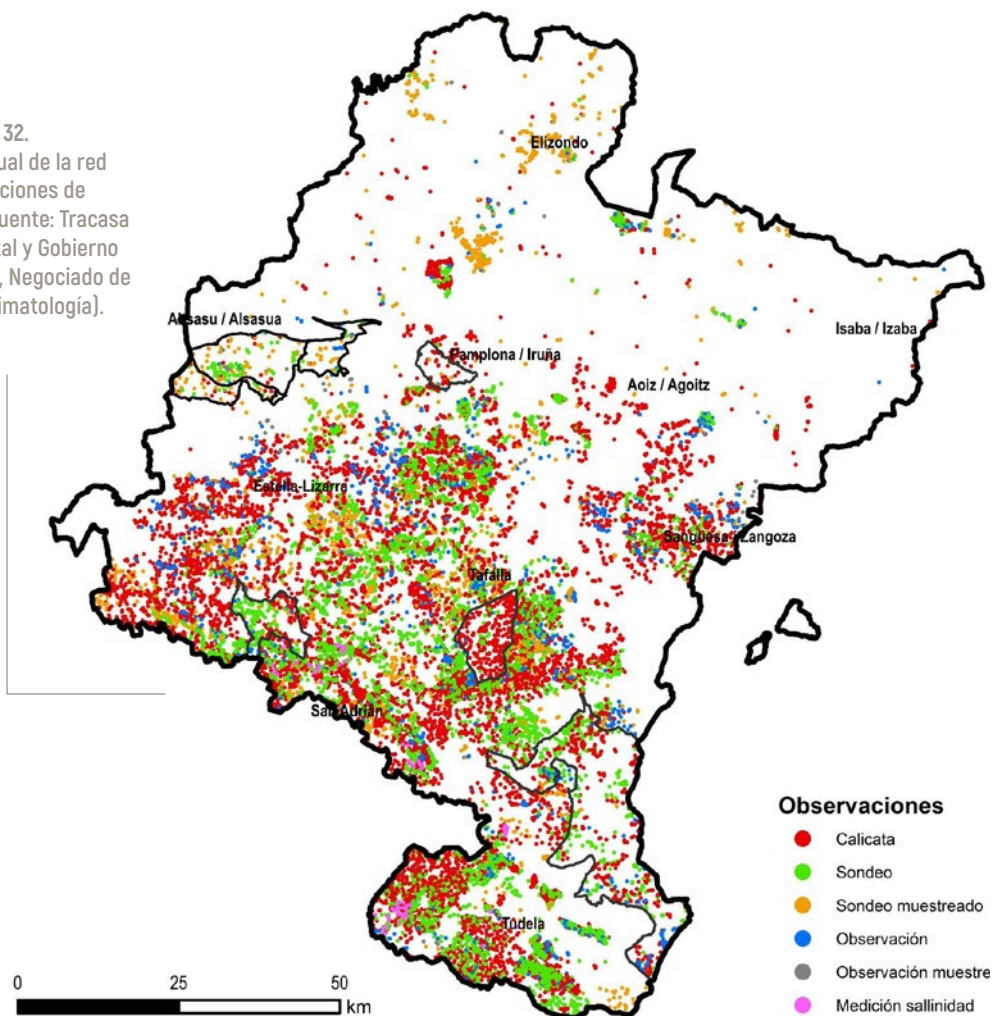 32.
ual de la red
ciones de
uente: Tracasa
tal y Gobierno
, Negociado de
imatología).
Elizondo
Altsasu / Alsasua
Isaba / Izaba
Pamplona / Iruña
Aoiz / Agoitz
Estella-Lizarra
Sangüesa / Zangoza
Tafalla
San Adrián
Tudela
Observaciones
Calicata
Sondeo
Sondeo muestreado
Observación
Observación muestre
Medición sallinidad
0 25 50
km